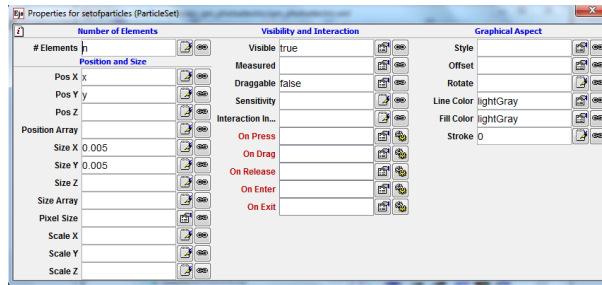 Ejs Properties for setofparticles (ParticleSet)
i Number of Elements Visibility and Interaction Graphical Aspect
# Elements n Visible true Style
Position and Size Measured Offset
Pos X x Draggable false Rotate
Pos Y y Sensitivity Line Color lightGray
Pos Z Interaction In... Fill Color lightGray
Position Array On Press Stroke 0
Size X 0.005 On Drag
Size Y 0.005 On Release
Size Z On Enter
Size Array On Exit
Pixel Size
Scale X
Scale Y
Scale Z